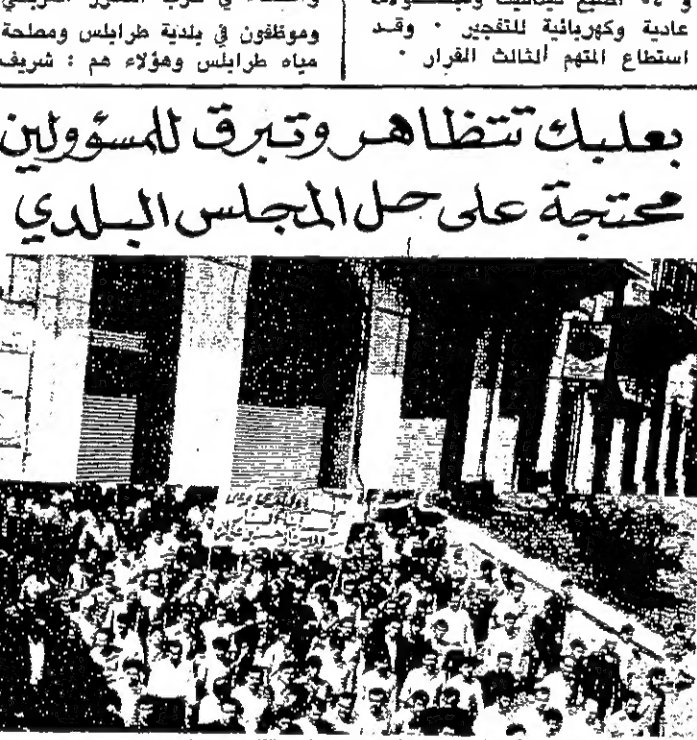 عادية وكهربائية للتفجير . وقد
استطاع المتهم الثالث الفرار .
وموظفون في بلدية طرابلس ومصلحة
مياه طرابلس وهؤلاء هم : شريف
بعلبك تتظاهر وتبرق للمسؤولين
محتجة على حل المجلس البلدي